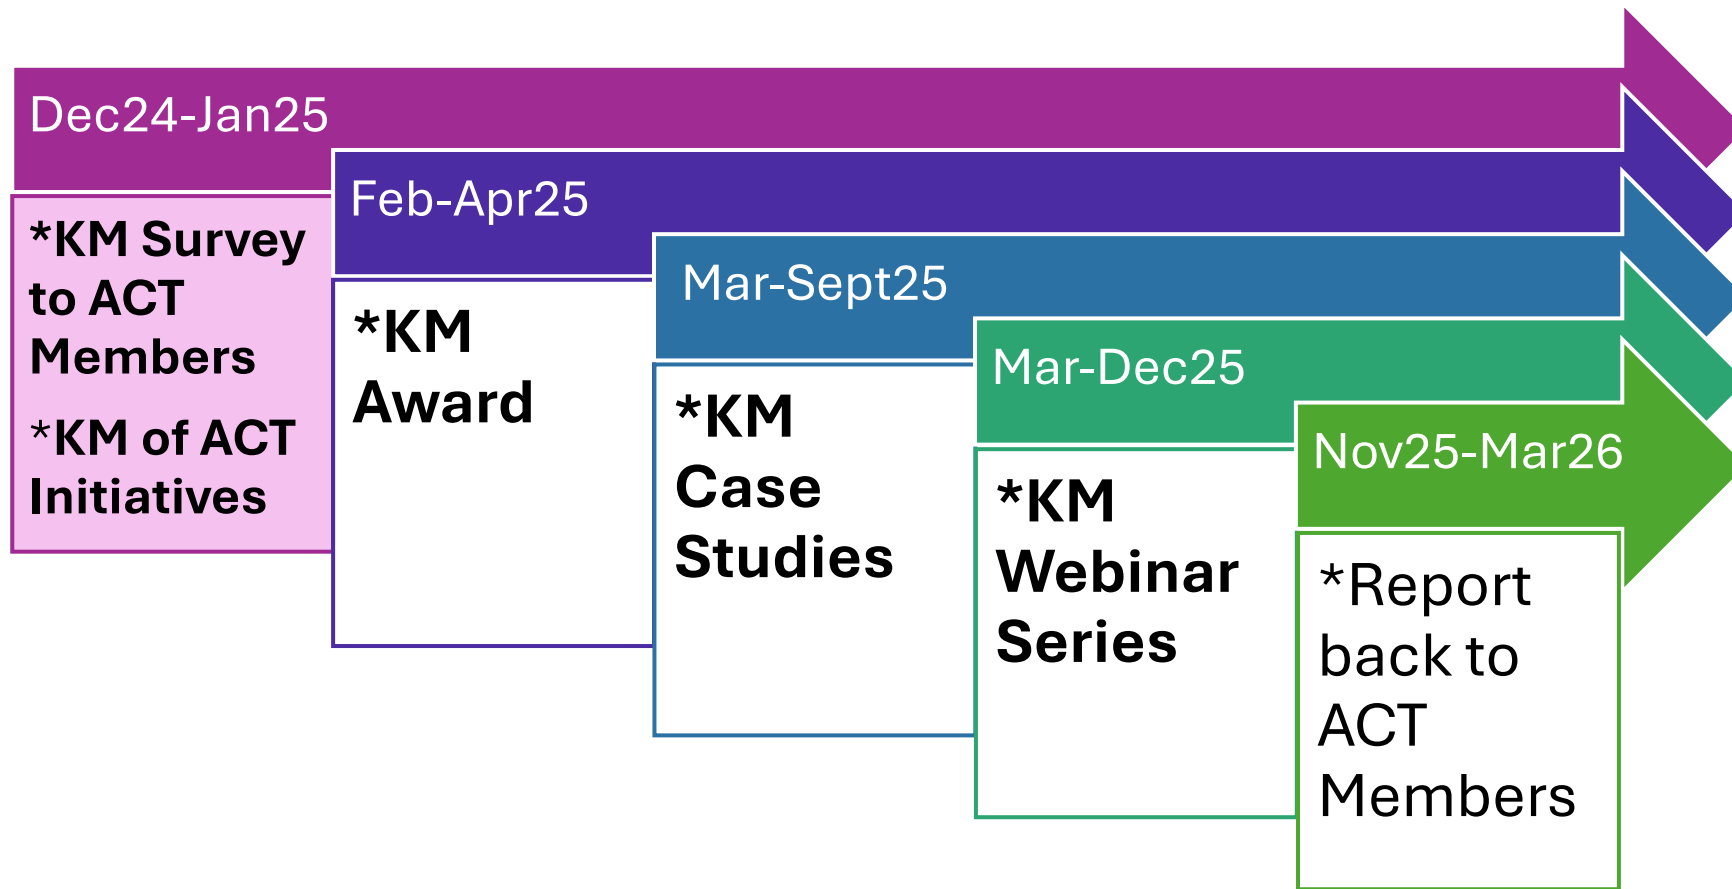 Dec24-Jan25
*KM Survey
to ACT
Members
*KM of ACT
Initiatives
Feb-Apr25
*KM
Award
Mar-Sept25
*KM
Case
Studies
Mar-Dec25
*KM
Webinar
Series
Nov25-Mar26
*Report
back to
ACT
Members